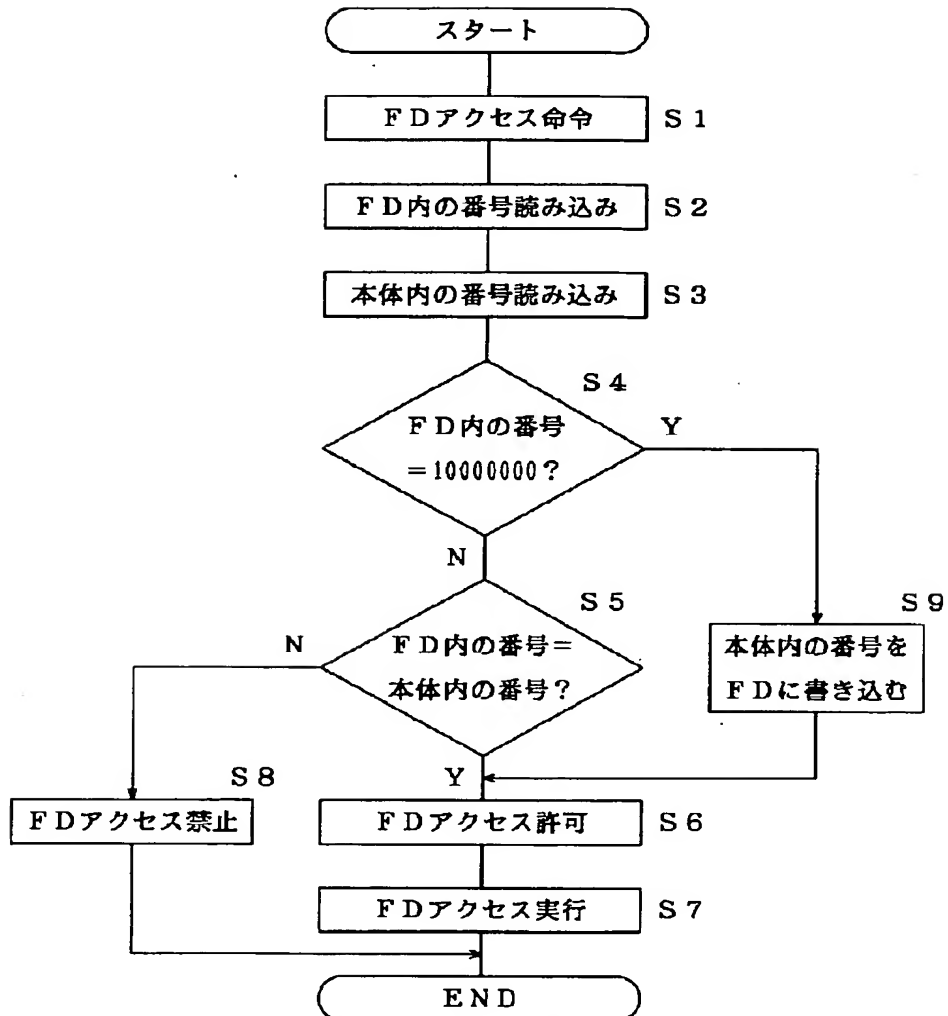 スタート
FDアクセス命令 S1
FD内の番号読み込み S2
本体内の番号読み込み S3
S4
FD内の番号
=10000000?
Y
N
S5
FD内の番号=
本体内の番号?
N
S9
本体内の番号を
FDに書き込む
Y
S8
FDアクセス禁止
FDアクセス許可 S6
FDアクセス実行 S7
END